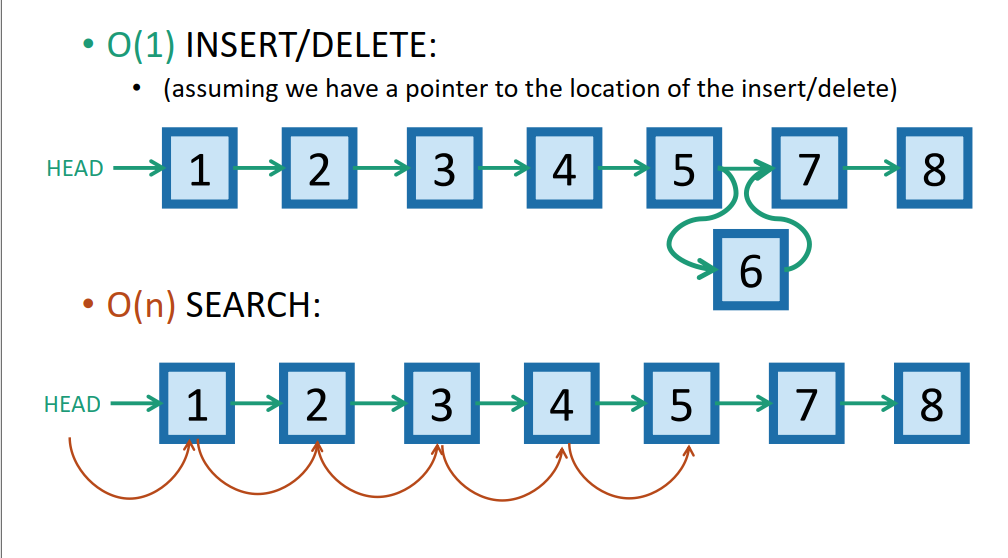 • O(1) INSERT/DELETE:
• (assuming we have a pointer to the location of the insert/delete)
HEAD 1 2 3 4 5 7 8
6
• O(n) SEARCH:
HEAD 1 2 3 4 5 7 8